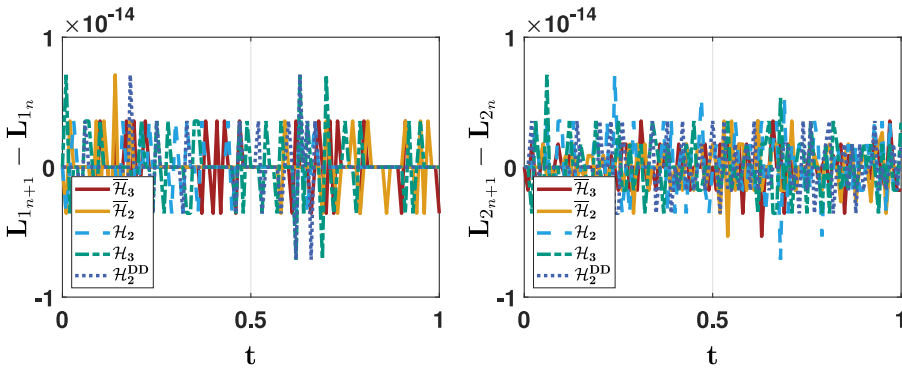 ×10⁻¹⁴
1
0
-1
L₁ₙ₊₁ − L₁ₙ
H̅₃
H̅₂
H₂
H₃
H₂ᴰᴰ
0
0.5
1
t
×10⁻¹⁴
1
0
-1
L₂ₙ₊₁ − L₂ₙ
H̅₃
H̅₂
H₂
H₃
H₂ᴰᴰ
0
0.5
1
t